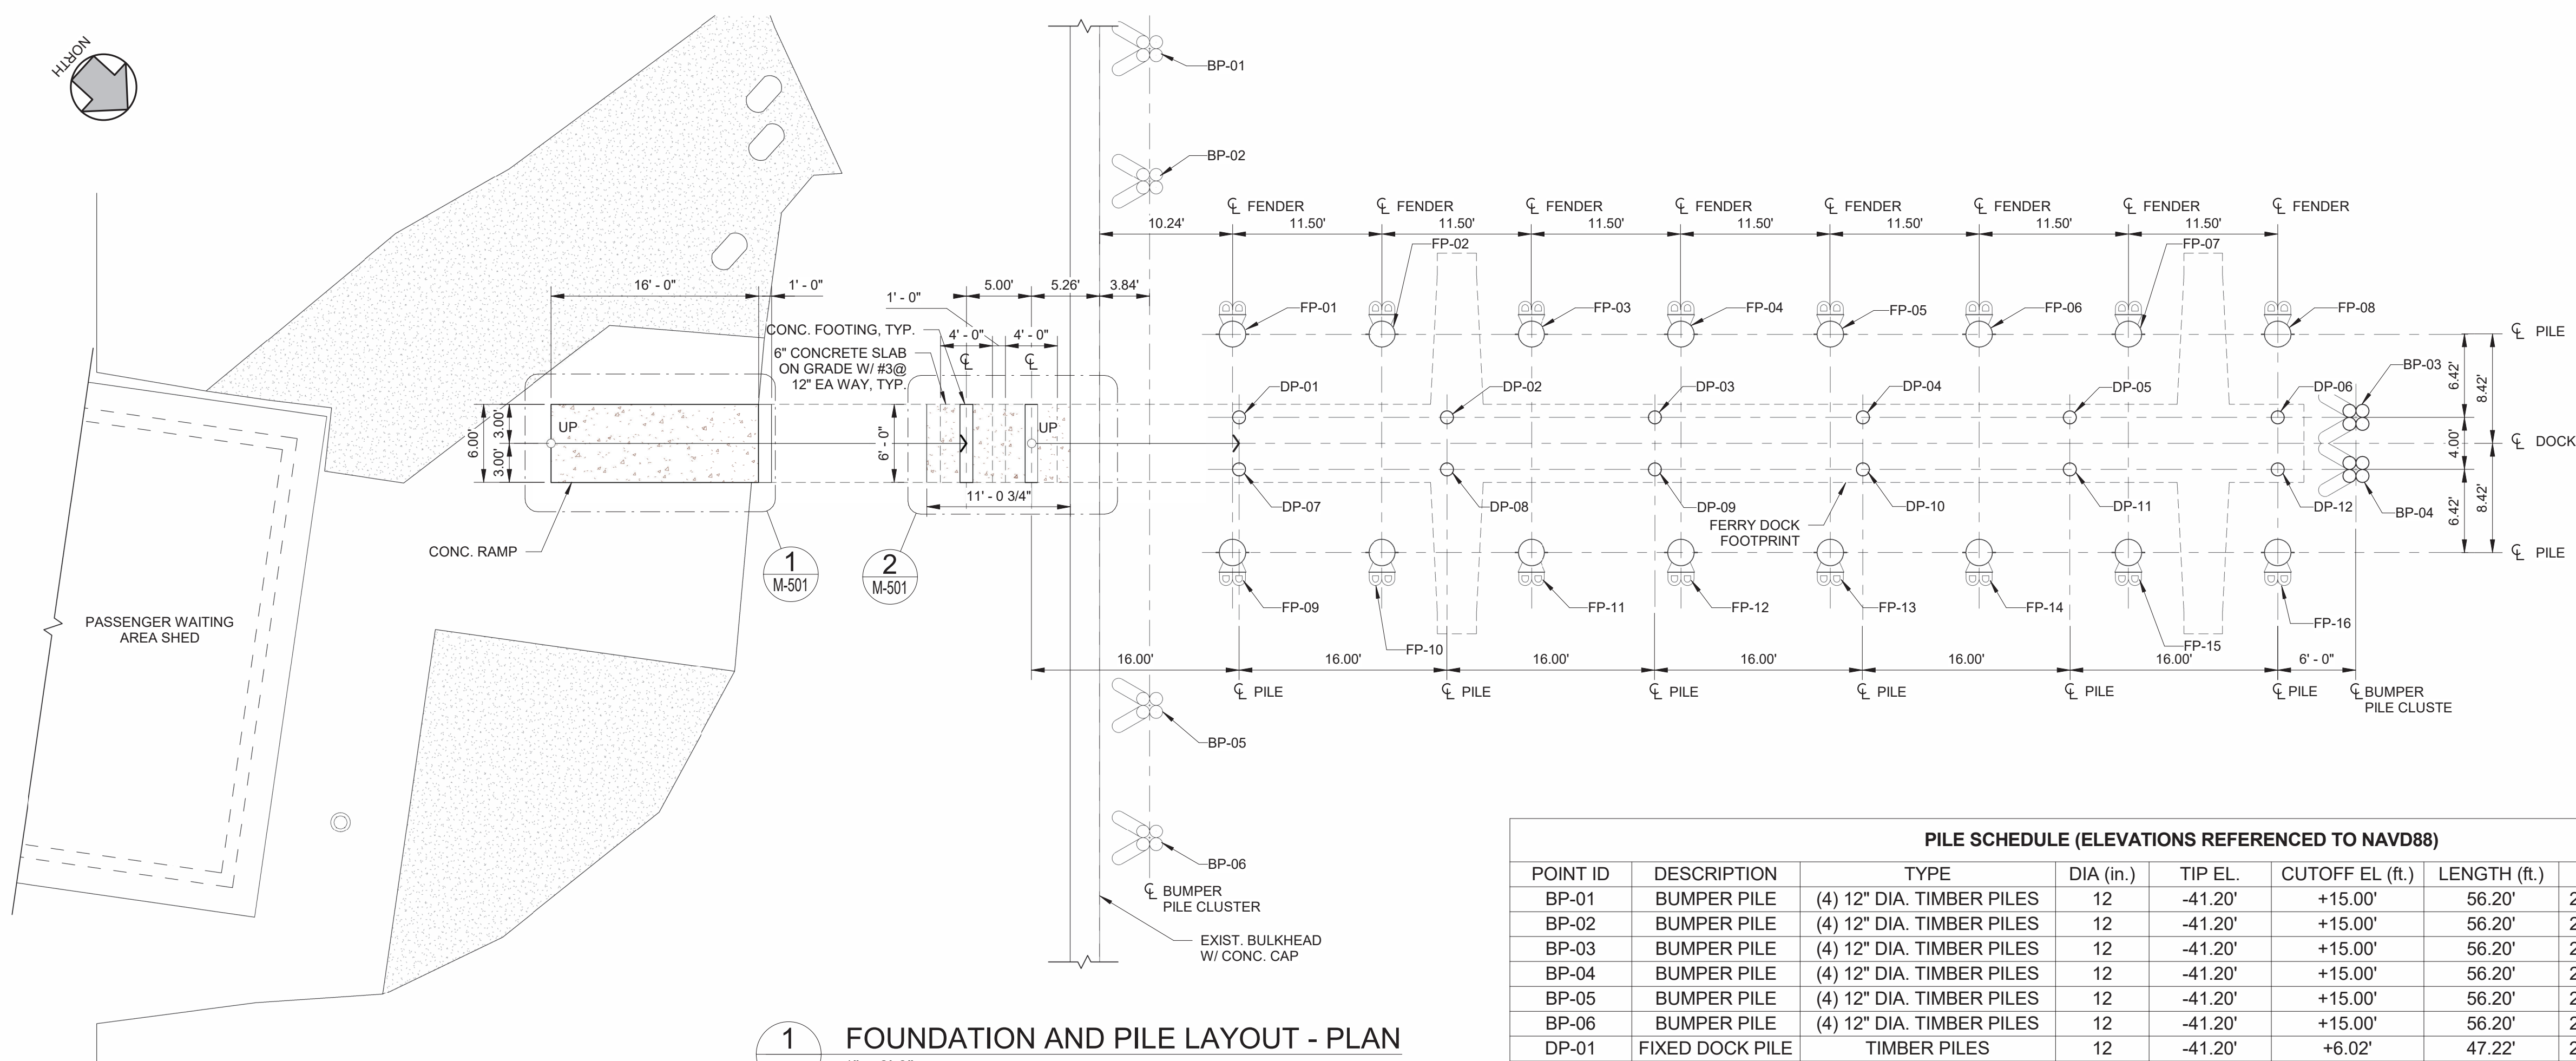 NORTH
BP-01
BP-02
℄ FENDER
℄ FENDER
℄ FENDER
℄ FENDER
℄ FENDER
℄ FENDER
℄ FENDER
℄ FENDER
10.24'
11.50'
11.50'
11.50'
11.50'
11.50'
11.50'
11.50'
FP-02
FP-07
16' - 0"
1' - 0"
1' - 0"
5.00'
5.26'
3.84'
FP-01
FP-03
FP-04
FP-05
FP-06
FP-08
CONC. FOOTING, TYP.
4' - 0"
4' - 0"
℄
℄
6" CONCRETE SLAB
ON GRADE W/ #3@
12" EA WAY, TYP.
℄ PILE
BP-03
6.42'
8.42'
DP-01
DP-02
DP-03
DP-04
DP-05
DP-06
UP
UP
6.00'
3.00'
3.00'
6' - 0"
4.00'
℄ DOCK
11' - 0 3/4"
DP-07
DP-08
DP-09
DP-10
DP-11
DP-12
BP-04
6.42'
8.42'
FERRY DOCK
FOOTPRINT
CONC. RAMP
℄ PILE
1
M-501
2
M-501
FP-09
FP-11
FP-12
FP-13
FP-14
FP-16
FP-10
FP-15
PASSENGER WAITING
AREA SHED
16.00'
16.00'
16.00'
16.00'
16.00'
16.00'
6' - 0"
℄ PILE
℄ PILE
℄ PILE
℄ PILE
℄ PILE
℄ PILE
℄ BUMPER
PILE CLUSTE
BP-05
BP-06
℄ BUMPER
PILE CLUSTER
EXIST. BULKHEAD
W/ CONC. CAP
1
FOUNDATION AND PILE LAYOUT - PLAN
PILE SCHEDULE (ELEVATIONS REFERENCED TO NAVD88)
POINT ID DESCRIPTION TYPE DIA (in.) TIP EL. CUTOFF EL (ft.) LENGTH (ft.)
BP-01 BUMPER PILE (4) 12" DIA. TIMBER PILES 12 -41.20' +15.00' 56.20'
BP-02 BUMPER PILE (4) 12" DIA. TIMBER PILES 12 -41.20' +15.00' 56.20'
BP-03 BUMPER PILE (4) 12" DIA. TIMBER PILES 12 -41.20' +15.00' 56.20'
BP-04 BUMPER PILE (4) 12" DIA. TIMBER PILES 12 -41.20' +15.00' 56.20'
BP-05 BUMPER PILE (4) 12" DIA. TIMBER PILES 12 -41.20' +15.00' 56.20'
BP-06 BUMPER PILE (4) 12" DIA. TIMBER PILES 12 -41.20' +15.00' 56.20'
DP-01 FIXED DOCK PILE TIMBER PILES 12 -41.20' +6.02' 47.22'